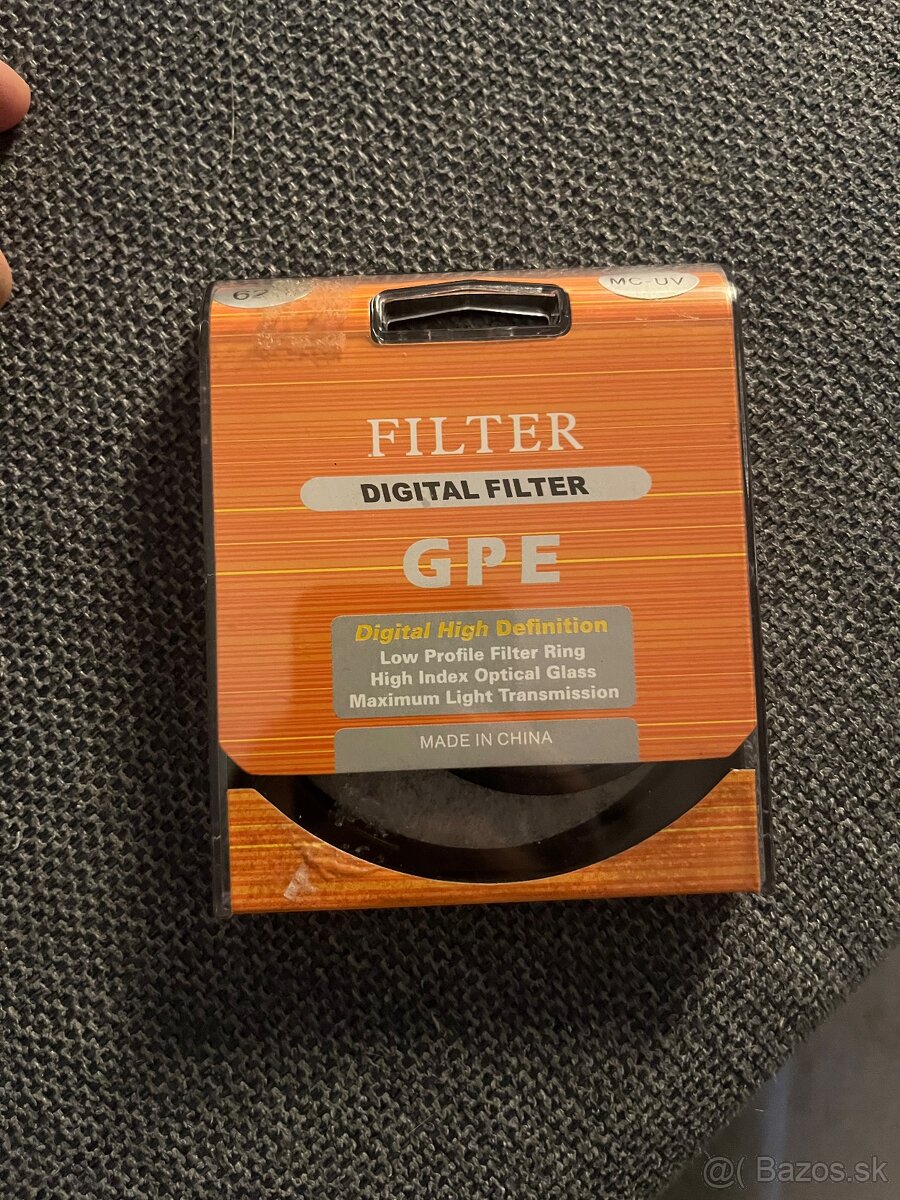 62
MC-UV
FILTER
DIGITAL FILTER
GPE
Digital High Definition
Low Profile Filter Ring
High Index Optical Glass
Maximum Light Transmission
MADE IN CHINA
@( Bazos.sk